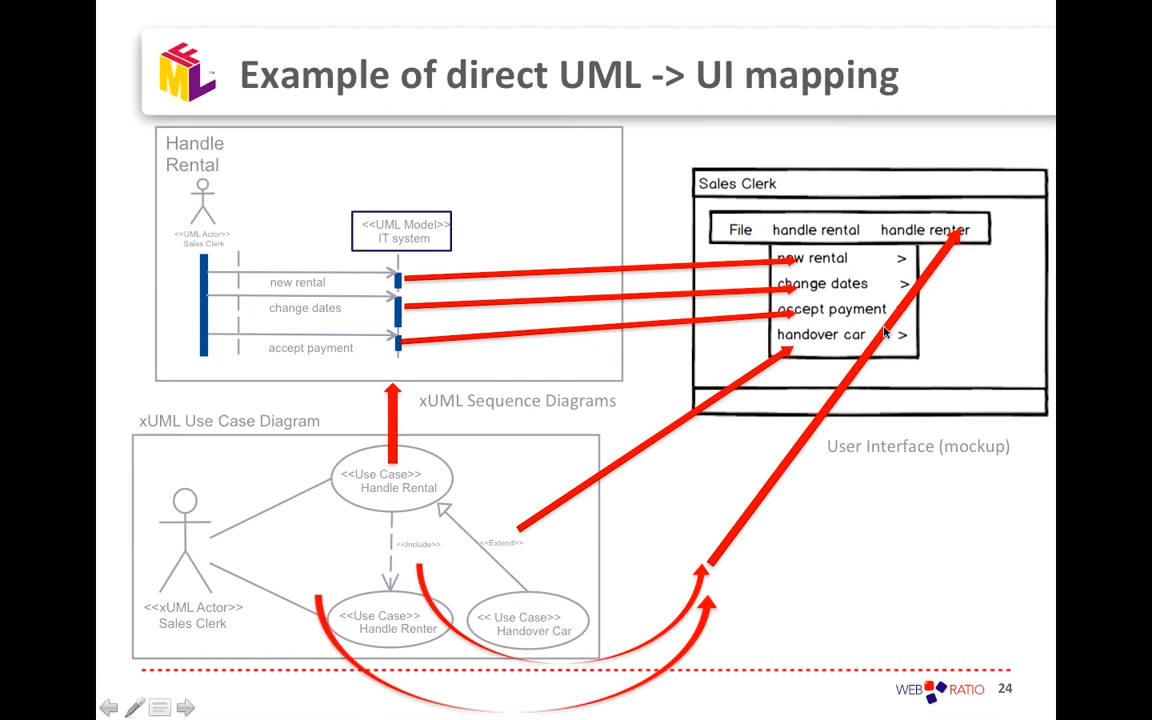 IFML™
Example of direct UML -> UI mapping
Handle
Rental
<<UML Actor>>
Sales Clerk
<<UML Model>>
IT system
new rental
change dates
accept payment
xUML Sequence Diagrams
xUML Use Case Diagram
<<Use Case>>
Handle Rental
<<Include>>
<<Extend>>
<<xUML Actor>>
Sales Clerk
<<Use Case>>
Handle Renter
<< Use Case>>
Handover Car
Sales Clerk
File handle rental handle renter
new rental >
change dates >
accept payment
handover car >
User Interface (mockup)
WEB RATIO 24